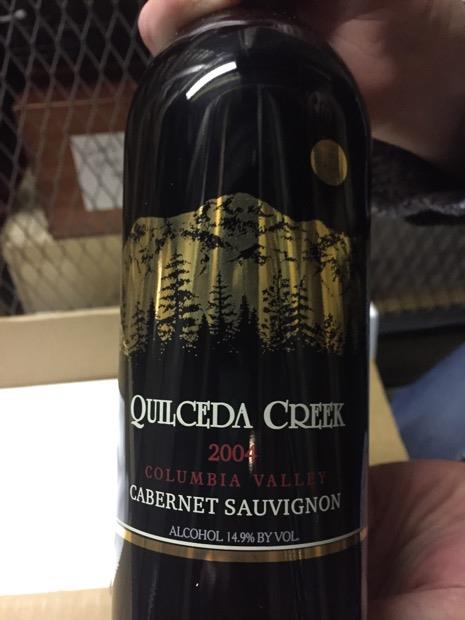 QUILCEDA CREEK
2004
COLUMBIA VALLEY
CABERNET SAUVIGNON
ALCOHOL 14.9% BY VOL.